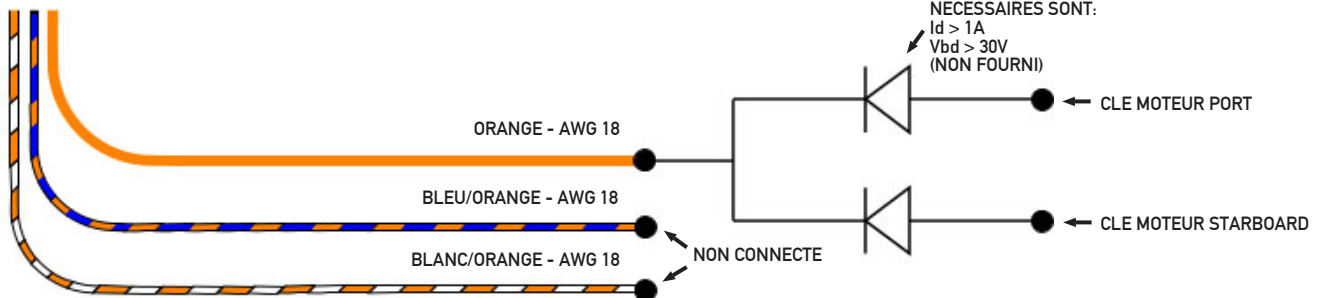 NECESSAIRES SONT:
Id > 1A
Vbd > 30V
(NON FOURNI)
CLE MOTEUR PORT
ORANGE - AWG 18
BLEU/ORANGE - AWG 18
CLE MOTEUR STARBOARD
NON CONNECTE
BLANC/ORANGE - AWG 18